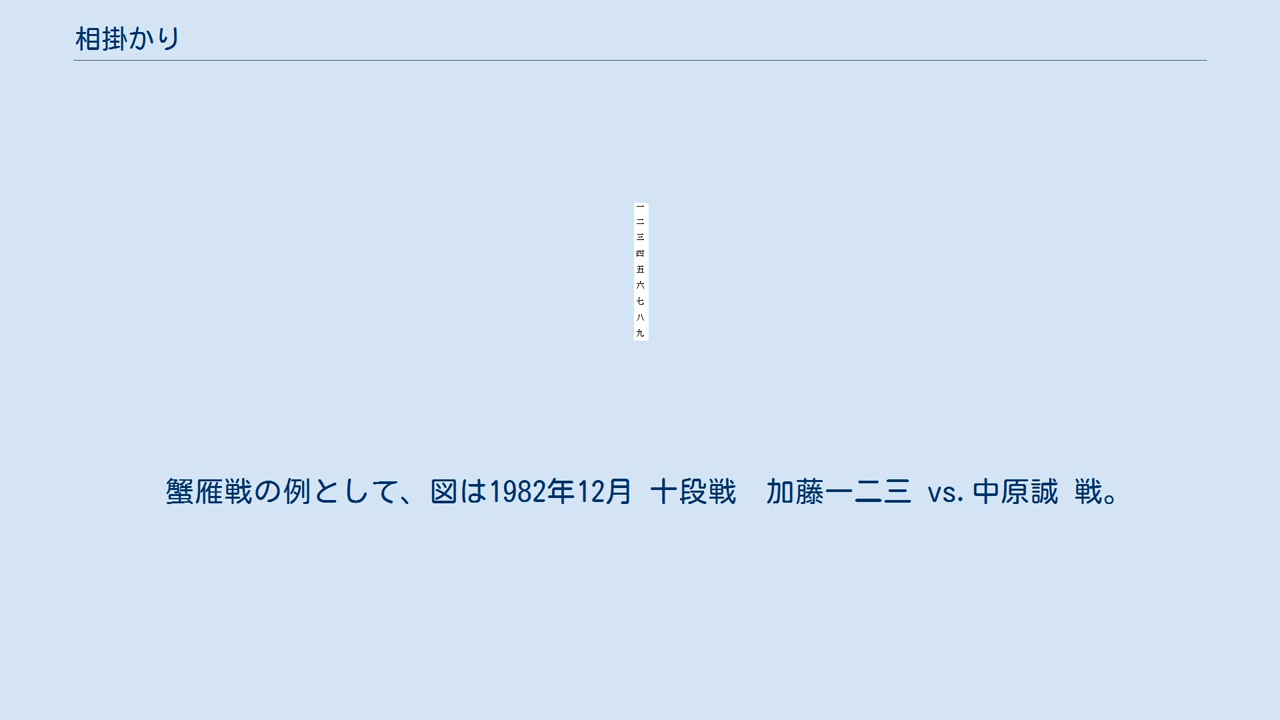 相掛かり
一
二
三
四
五
六
七
八
九
蟹雁戦の例として、図は1982年12月 十段戦　加藤一二三 vs.中原誠 戦。